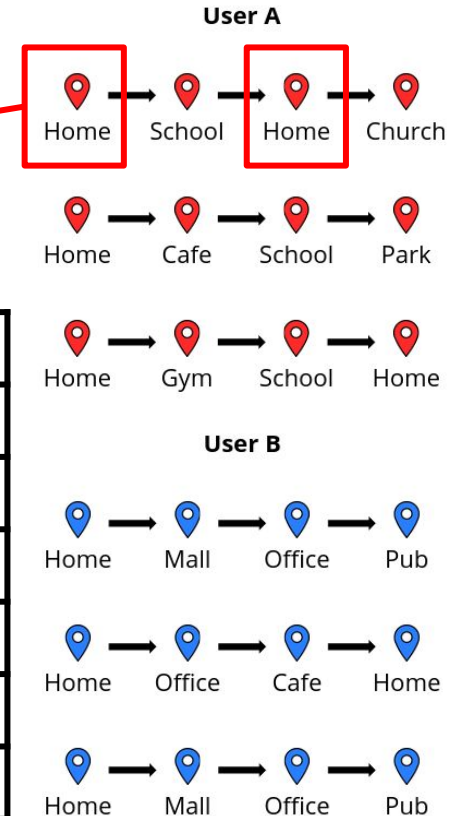 User A
Home School Home Church
Home Cafe School Park
Home Gym School Home
User B
Home Mall Office Pub
Home Office Cafe Home
Home Mall Office Pub